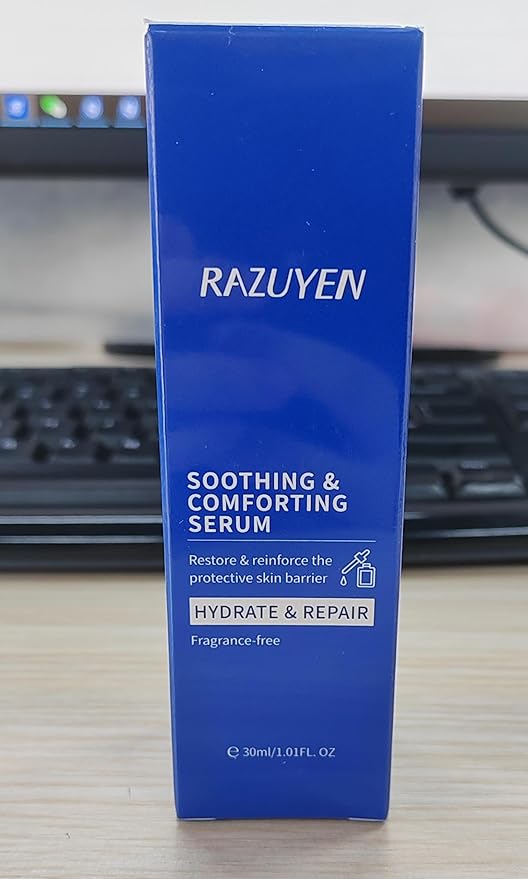 RAZUYEN
SOOTHING &
COMFORTING
SERUM
Restore & reinforce the
protective skin barrier
HYDRATE & REPAIR
Fragrance-free
℮ 30ml/1.01FL. OZ